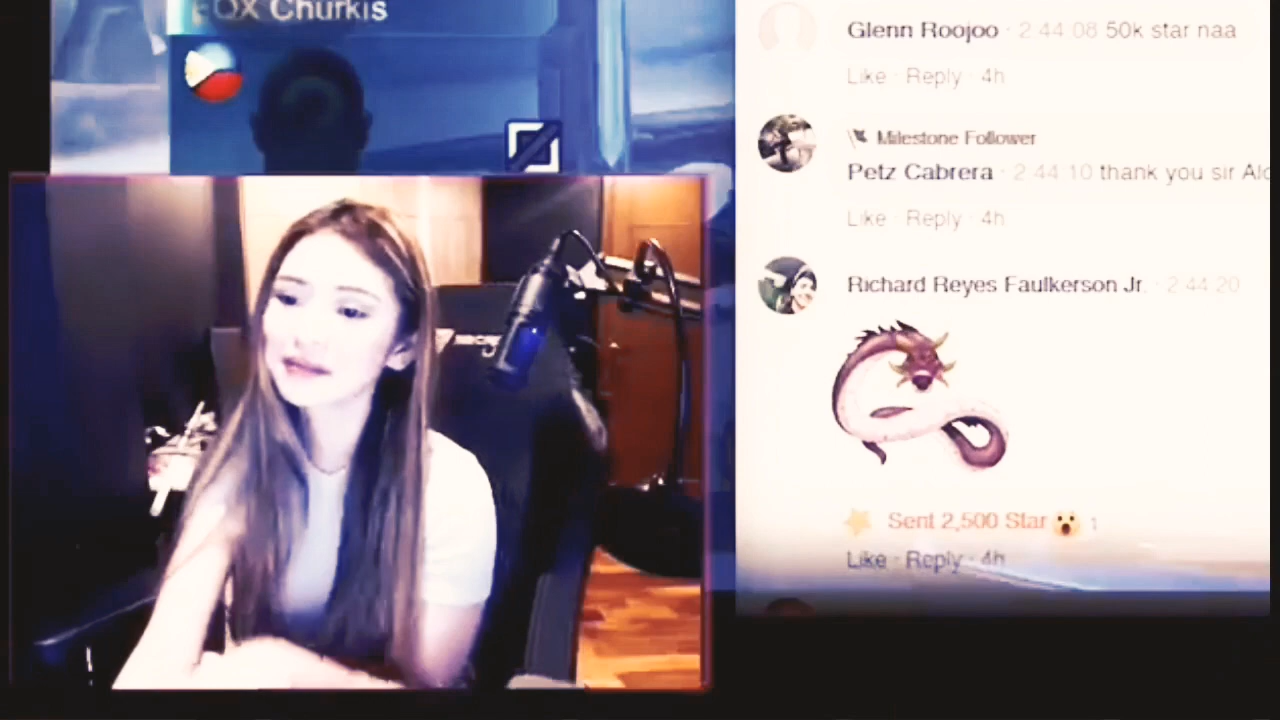 FOX Churkis
Glenn Roojoo · 2:44:08 50k star naa
Like · Reply · 4h
Milestone Follower
Petz Cabrera · 2:44:10 thank you sir
Like · Reply · 4h
Richard Reyes Faulkerson Jr. · 2:44:20
Sent 2,500 Star 1
Like · Reply · 4h